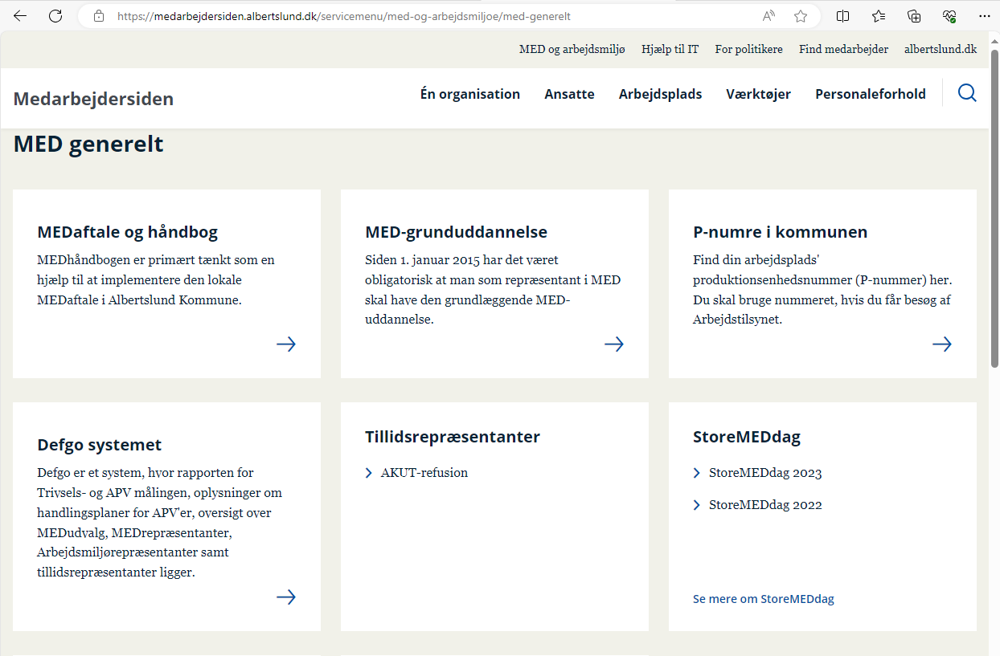 https://medarbejdersiden.albertslund.dk/servicemenu/med-og-arbejdsmiljoe/med-generelt
MED og arbejdsmiljø Hjælp til IT For politikere Find medarbejder albertslund.dk
Medarbejdersiden
Én organisation Ansatte Arbejdsplads Værktøjer Personaleforhold
MED generelt
MEDaftale og håndbog
MEDhåndbogen er primært tænkt som en
hjælp til at implementere den lokale
MEDaftale i Albertslund Kommune.
MED-grunduddannelse
Siden 1. januar 2015 har det været
obligatorisk at man som repræsentant i MED
skal have den grundlæggende MED-
uddannelse.
P-numre i kommunen
Find din arbejdsplads'
produktionsenhedsnummer (P-nummer) her.
Du skal bruge nummeret, hvis du får besøg af
Arbejdstilsynet.
Defgo systemet
Defgo er et system, hvor rapporten for
Trivsels- og APV målingen, oplysninger om
handlingsplaner for APV'er, oversigt over
MEDudvalg, MEDrepræsentanter,
Arbejdsmiljørepræsentanter samt
tillidsrepræsentanter ligger.
Tillidsrepræsentanter
AKUT-refusion
StoreMEDdag
StoreMEDdag 2023
StoreMEDdag 2022
Se mere om StoreMEDdag